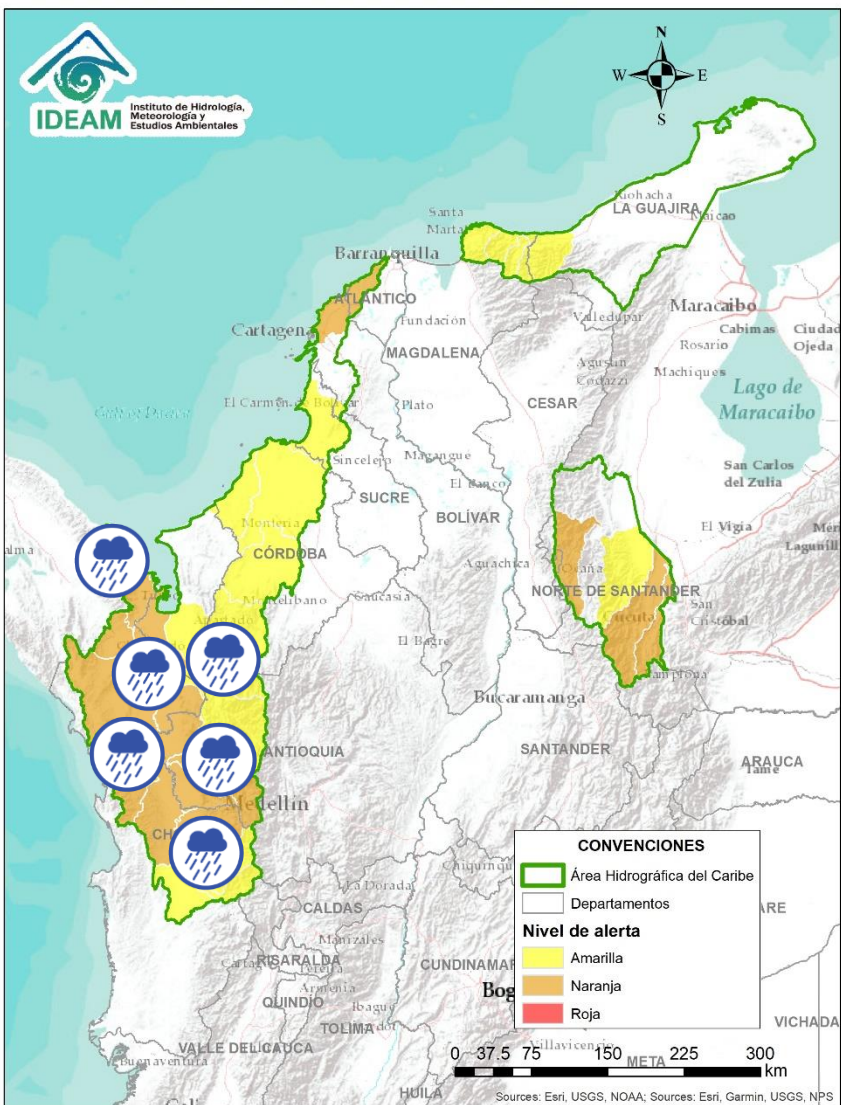 IDEAM
Instituto de Hidrología,
Meteorología y
Estudios Ambientales
N
W
E
S
Riohacha
LA GUAJIRA
Maicao
Santa
Marta
Barranquilla
ATLÁNTICO
Cartagena
Fundación
MAGDALENA
Valledupar
Maracaibo
Cabimas
Ciudad
Ojeda
Rosario
Machiques
Agustín
Codazzi
CESAR
Lago de
Maracaibo
El Carmen de Bolívar
Plato
Sincelejo
Magangue
SUCRE
El Banco
BOLÍVAR
San Carlos
del Zulia
El Vigía
Montería
CÓRDOBA
Aguachica
Ocaña
NORTE DE SANTANDER
Montelibano
Caucasia
Cúcuta
San
Cristóbal
El Bagre
Pamplona
Bucaramanga
ANTIOQUIA
SANTANDER
ARAUCA
Tame
Medellín
La Dorada
CALDAS
Manizales
RISARALDA
Pereira
Armenia
QUINDÍO
Ibague
TOLIMA
VALLE DEL CAUCA
Buenaventura
HUILA
Villavicencio
META
VICHADA
CONVENCIONES
Área Hidrográfica del Caribe
Departamentos
Nivel de alerta
Amarilla
Naranja
Roja
0 37.5 75 150 225 300
km
Sources: Esri, USGS, NOAA; Sources: Esri, Garmin, USGS, NPS